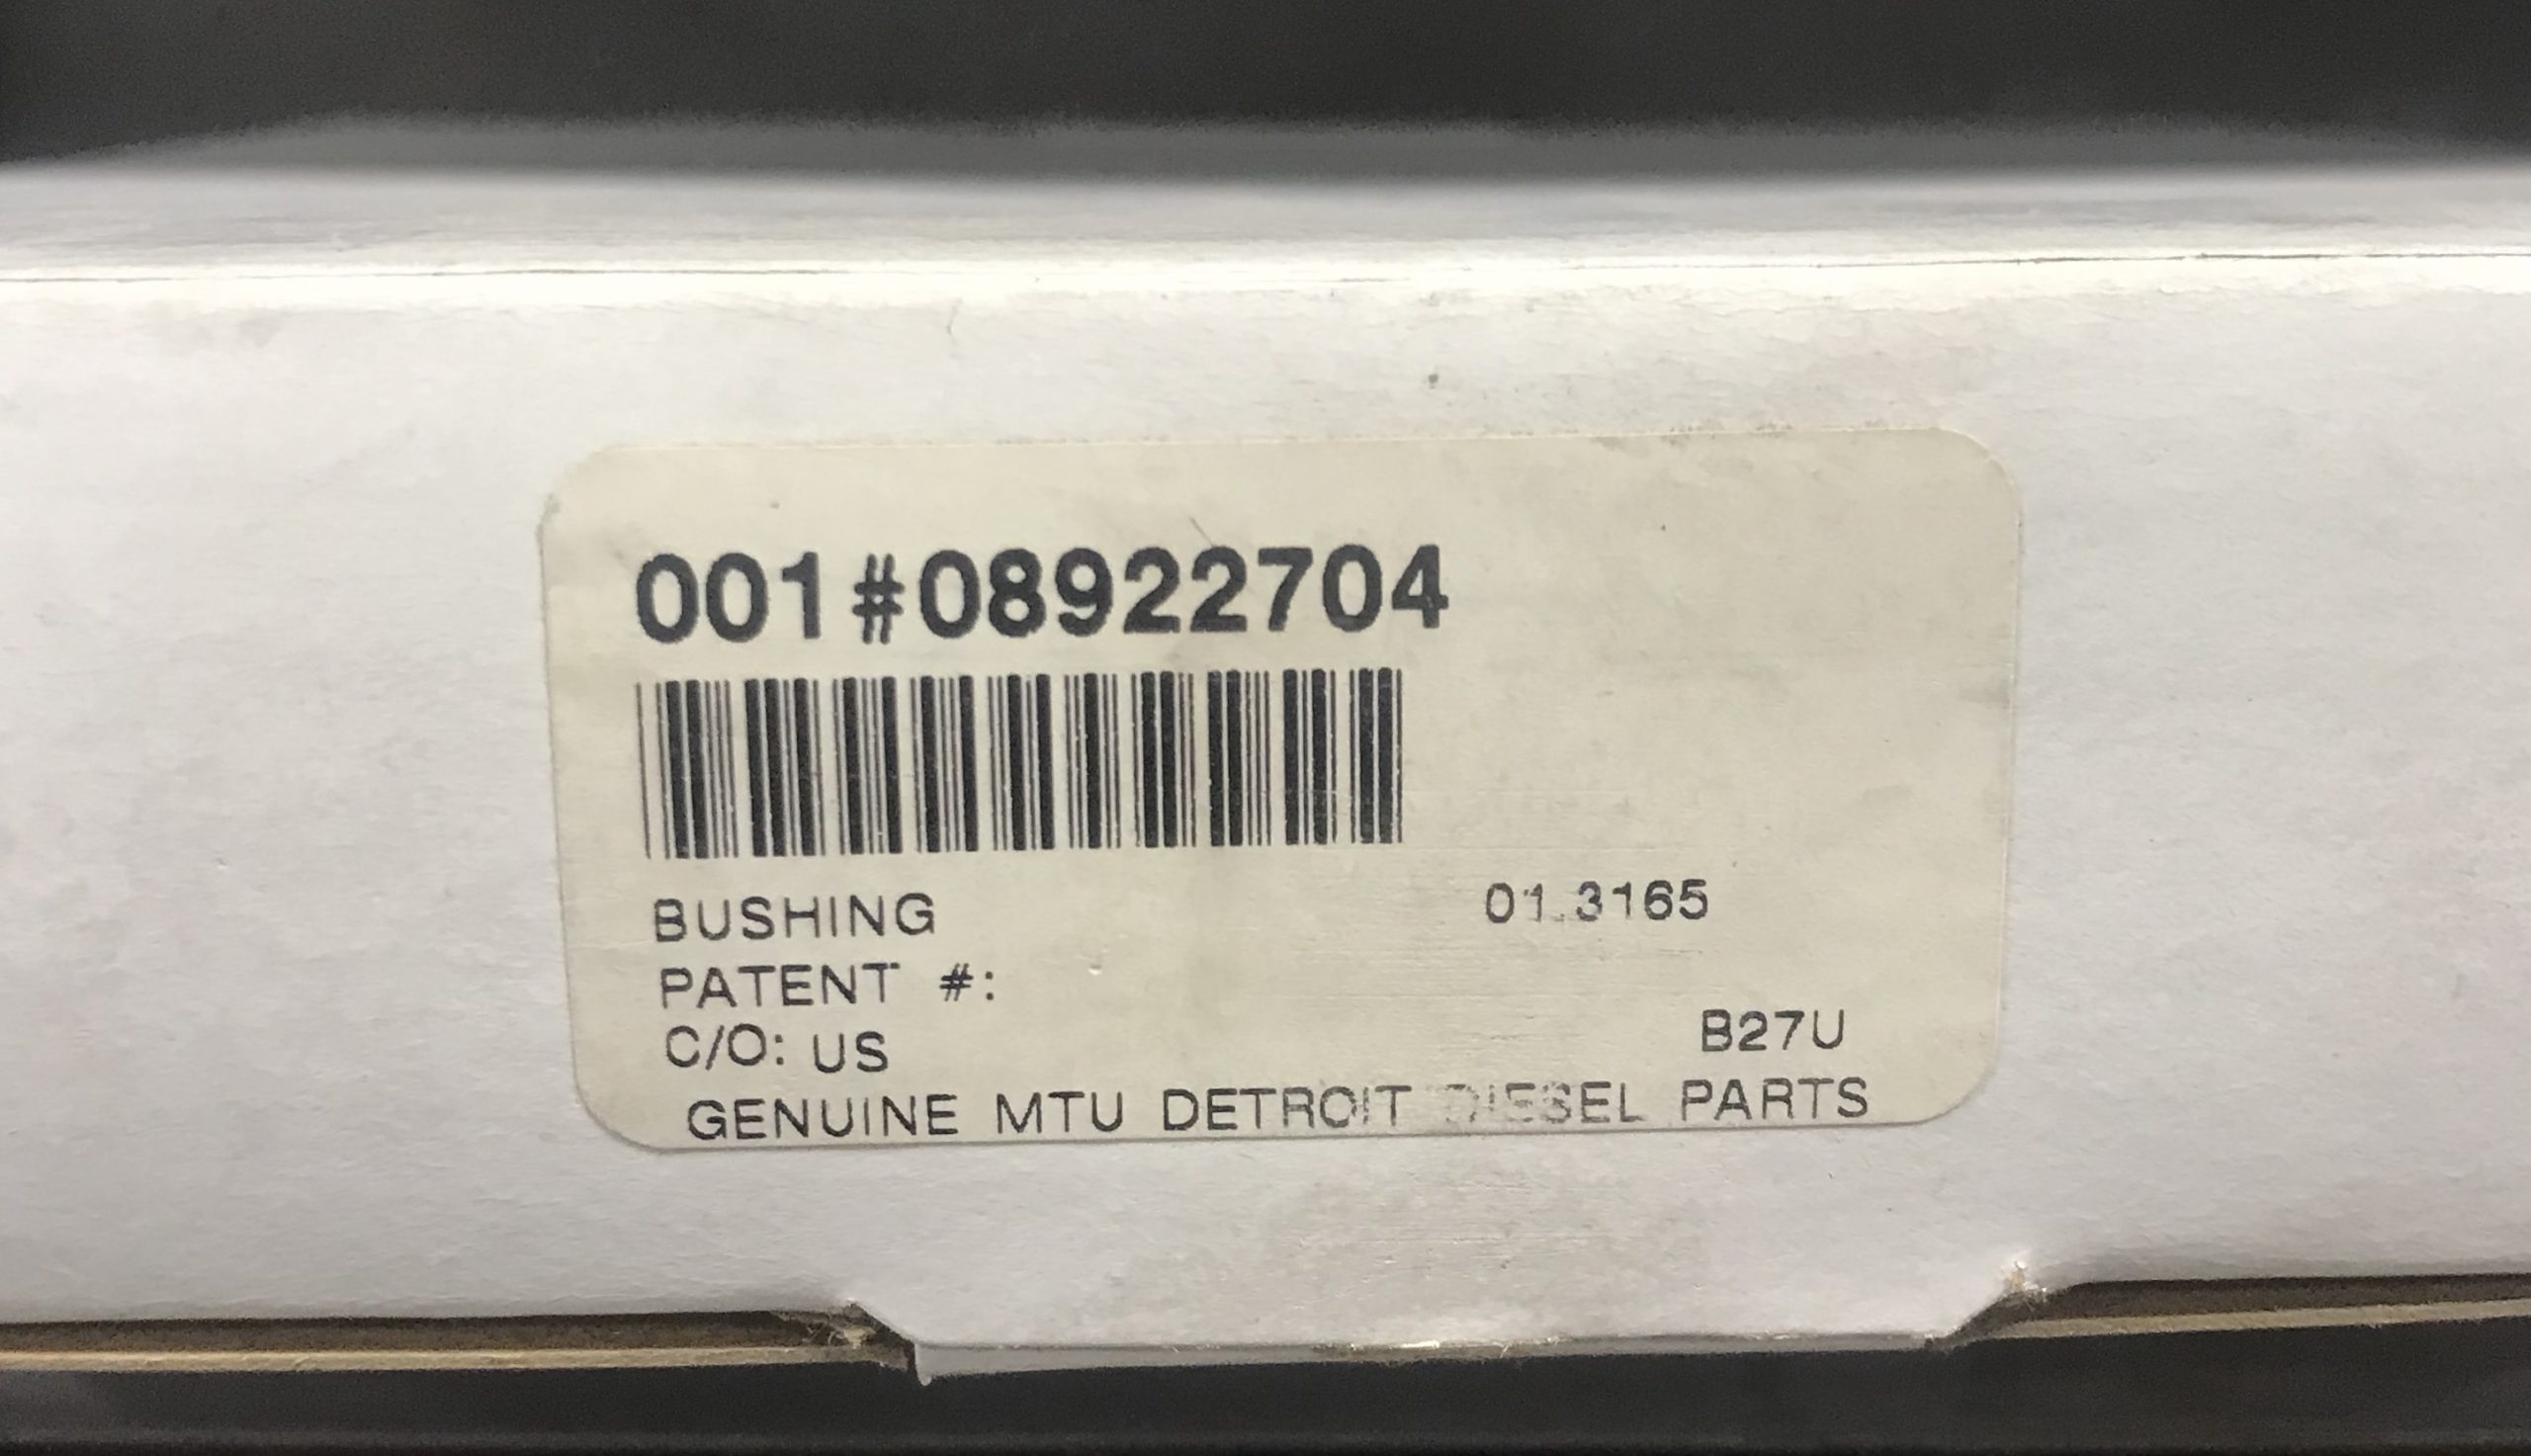 001#08922704
BUSHING 01.3165
PATENT #:
C/O: US B27U
GENUINE MTU DETROIT DIESEL PARTS